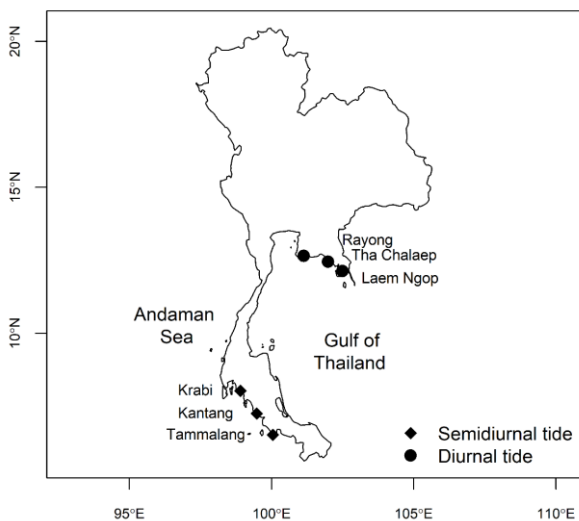 20°N
15°N
10°N
Rayong
Tha Chalaep
Laem Ngop
Andaman
Sea
Gulf of
Thailand
Krabi
Kantang
Tammalang
Semidiurnal tide
Diurnal tide
95°E
100°E
105°E
110°E